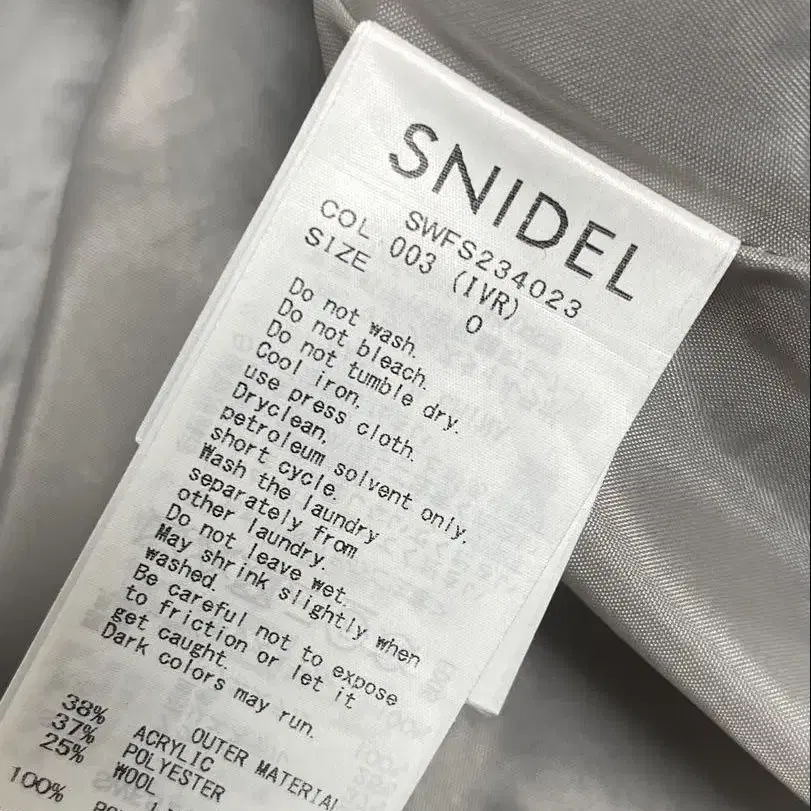 SNIDEL
SWFS234023
COL 003 (IVR)
SIZE 0
Do not wash.
Do not bleach.
Do not tumble dry.
Cool iron.
use press cloth.
Dryclean,
petroleum solvent only.
short cycle.
Wash the laundry
separately from
other laundry.
Do not leave wet.
May shrink slightly when
washed.
Be careful not to expose
to friction or let it
get caught.
Dark colors may run.
OUTER MATERIAL
38% ACRYLIC
37% POLYESTER
25% WOOL
100%